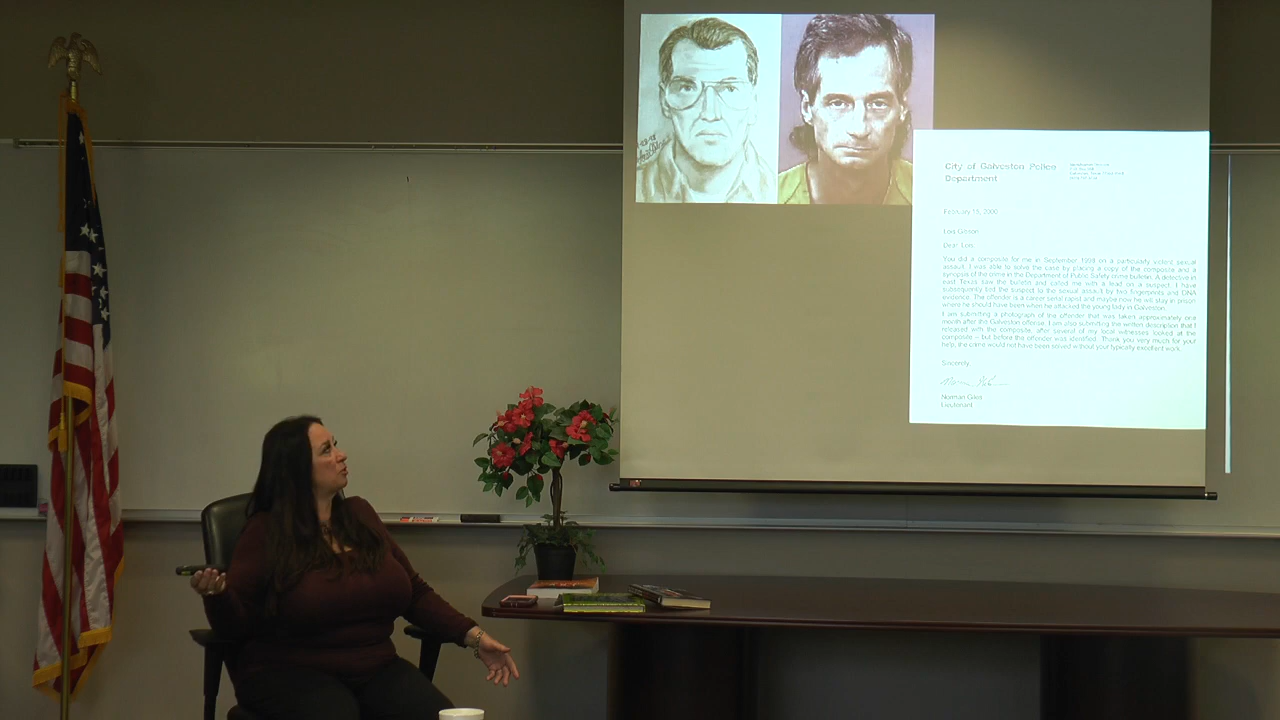 City of Galveston Police
Department
February 15, 2000
Lois Gibson
Dear Lois,
You did a composite for me in September 1998 on a particularly violent sexual
assault. I was able to solve the case by placing a copy of the composite and a
synopsis of the crime in the Department of Public Safety crime bulletin. A detective in
east Texas saw the bulletin and called me with a lead on a suspect. I have
subsequently tied the suspect to the sexual assault by two fingerprints and DNA
evidence. The offender is a career serial rapist and maybe now he will stay in prison
where he should have been when he attacked the young lady in Galveston.
I am submitting a photograph of the offender that was taken approximately one
month after the Galveston offense. I am also submitting the written description that I
released with the composite, after several of my local witnesses looked at the
composite – but before the offender was identified. Thank you very much for your
help, the crime would not have been solved without your typically excellent work.
Sincerely,
Norman Giles
Lieutenant